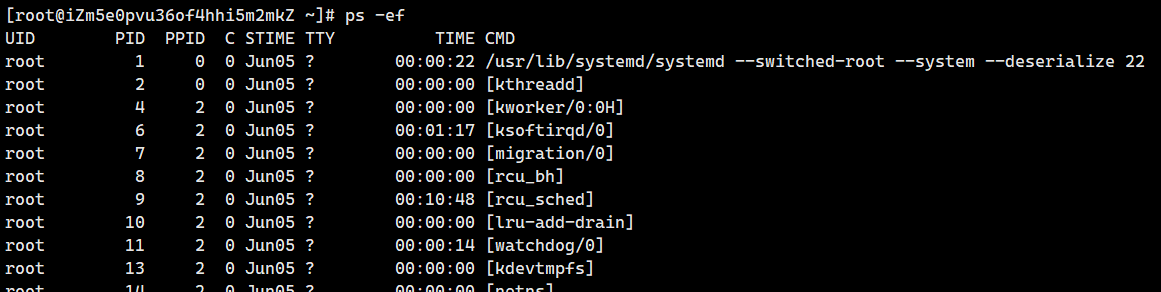 [root@iZm5e0pvu36of4hhi5m2mkZ ~]# ps -ef
UID PID PPID C STIME TTY TIME CMD
root 1 0 0 Jun05 ? 00:00:22 /usr/lib/systemd/systemd --switched-root --system --deserialize 22
root 2 0 0 Jun05 ? 00:00:00 [kthreadd]
root 4 2 0 Jun05 ? 00:00:00 [kworker/0:0H]
root 6 2 0 Jun05 ? 00:01:17 [ksoftirqd/0]
root 7 2 0 Jun05 ? 00:00:00 [migration/0]
root 8 2 0 Jun05 ? 00:00:00 [rcu_bh]
root 9 2 0 Jun05 ? 00:10:48 [rcu_sched]
root 10 2 0 Jun05 ? 00:00:00 [lru-add-drain]
root 11 2 0 Jun05 ? 00:00:14 [watchdog/0]
root 13 2 0 Jun05 ? 00:00:00 [kdevtmpfs]
root 14 2 0 Jun05 ? 00:00:00 [netns]